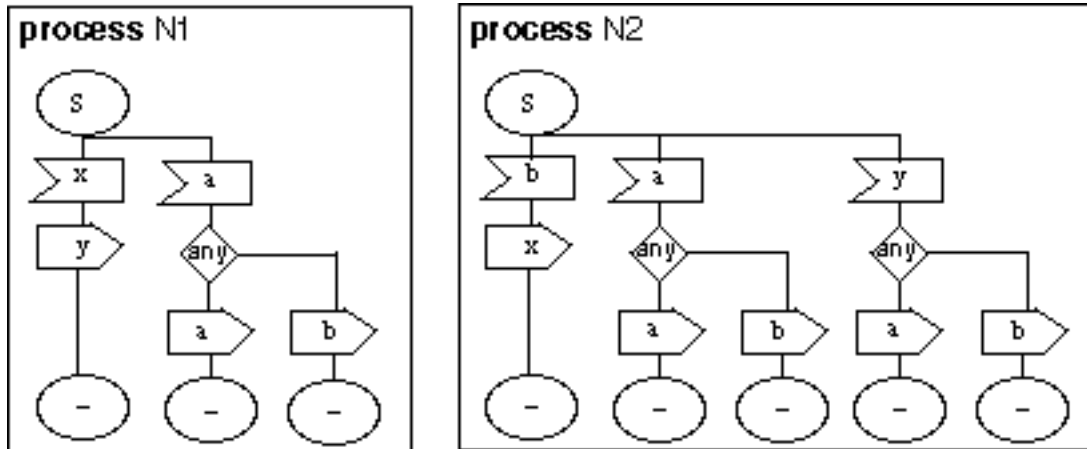 process N1
S
x a
y any
a b
- - -
process N2
S
b a y
x any any
a b a b
- - - - -